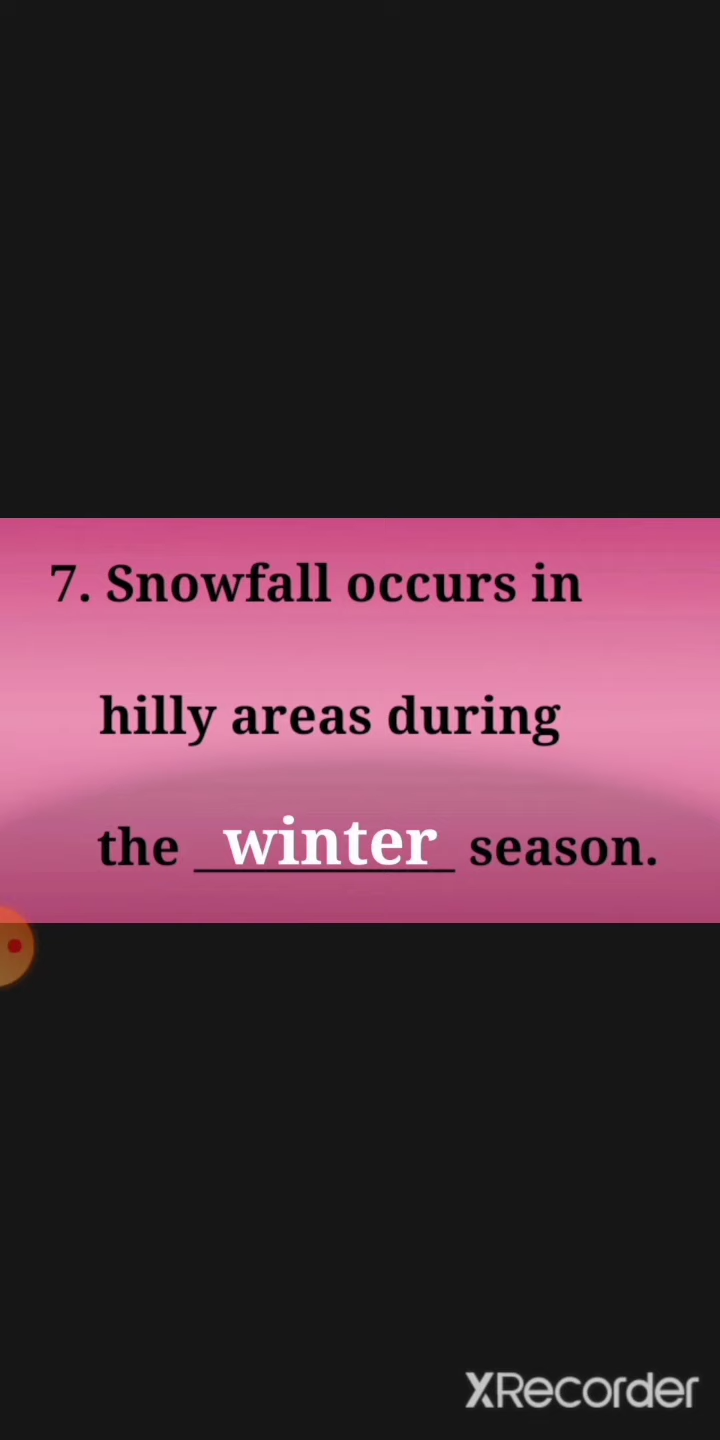 7. Snowfall occurs in
hilly areas during
the winter season.
XRecorder